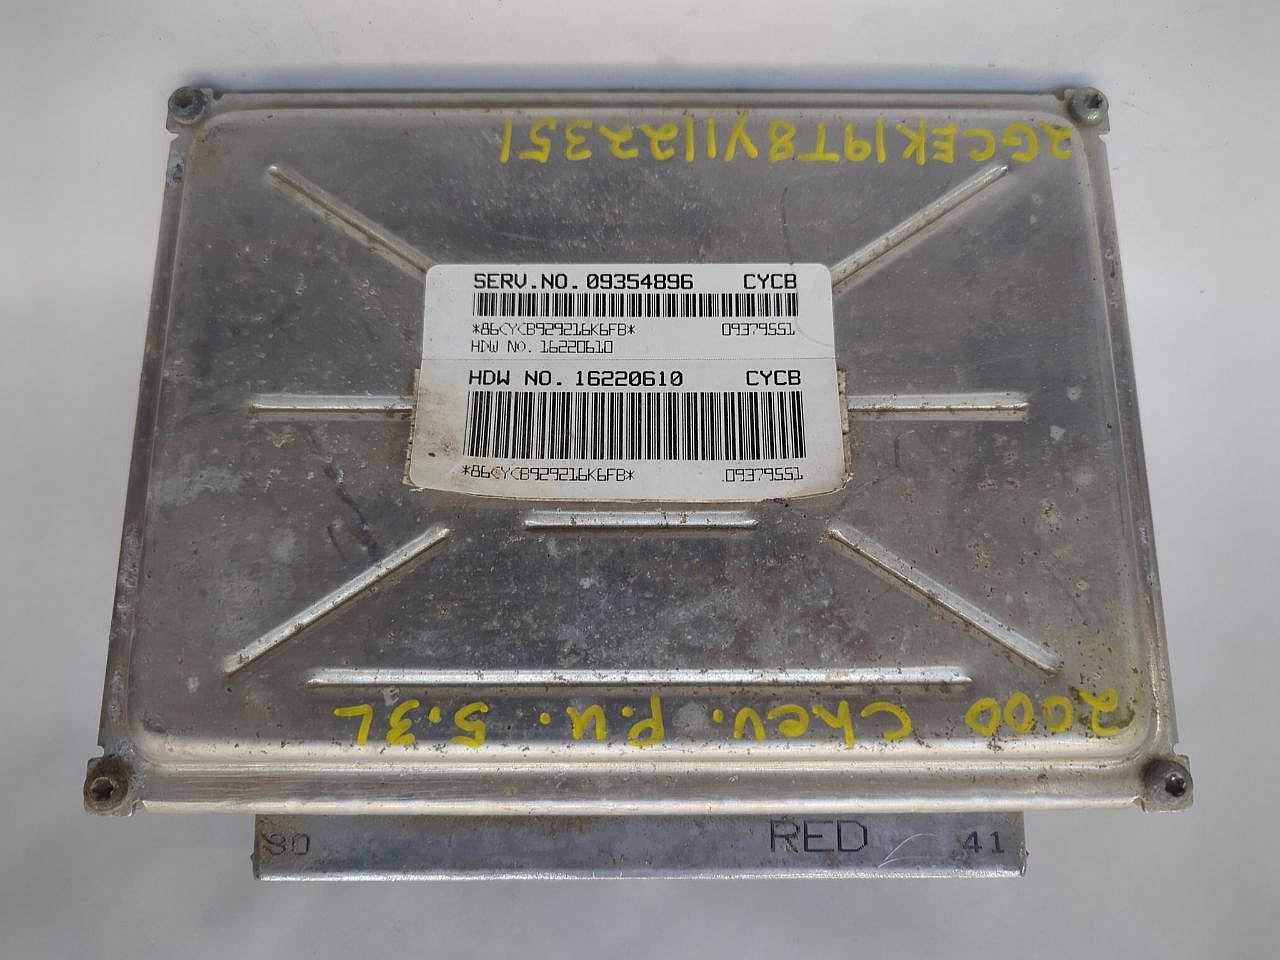 2GCEK19T8Y1122351
SERV.NO. 09354896 CYCB
*86CYCB929216K6FB* 09379551
HDW NO. 16220610
HDW NO. 16220610 CYCB
*86CYCB929216K6FB* 09379551
2000 Chev. P.U. 5.3L
80 RED 41